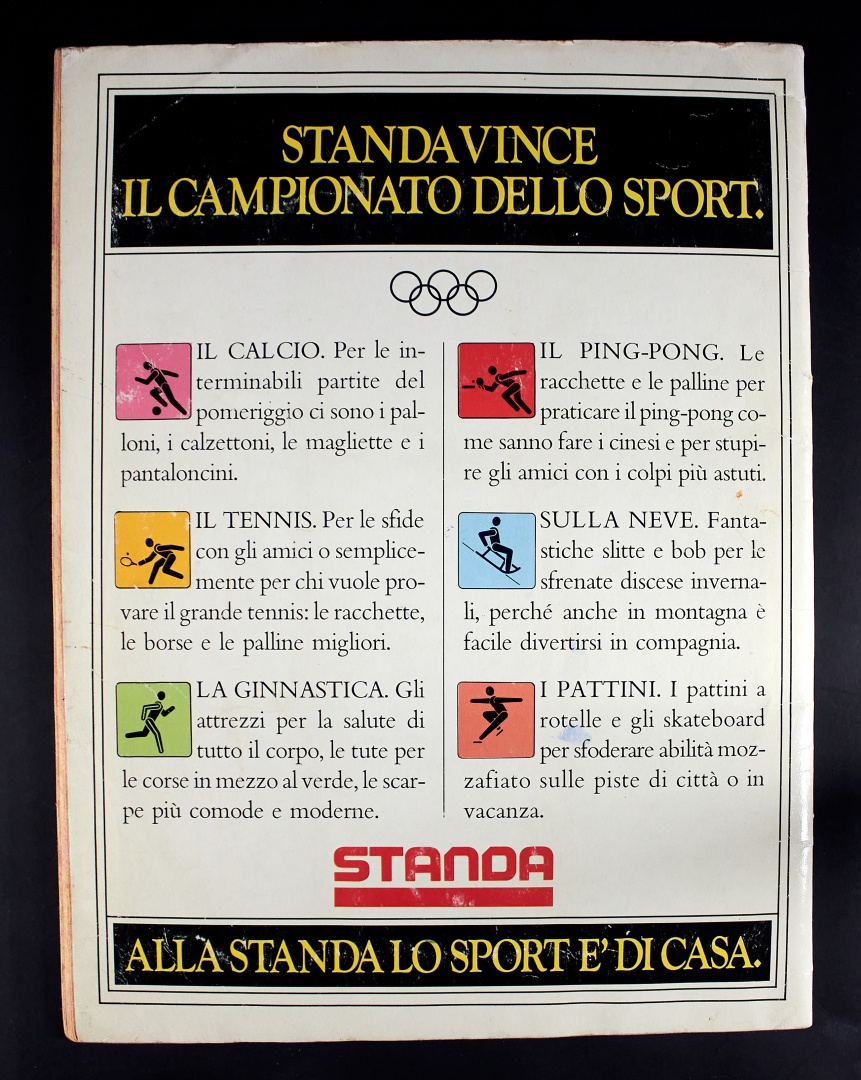 STANDA VINCE
IL CAMPIONATO DELLO SPORT.
IL CALCIO. Per le in-
terminabili partite del
pomeriggio ci sono i pal-
loni, i calzettoni, le magliette e i
pantaloncini.
IL TENNIS. Per le sfide
con gli amici o semplice-
mente per chi vuole pro-
vare il grande tennis: le racchette,
le borse e le palline migliori.
LA GINNASTICA. Gli
attrezzi per la salute di
tutto il corpo, le tute per
le corse in mezzo al verde, le scar-
pe più comode e moderne.
IL PING-PONG. Le
racchette e le palline per
praticare il ping-pong co-
me sanno fare i cinesi e per stupi-
re gli amici con i colpi più astuti.
SULLA NEVE. Fanta-
stiche slitte e bob per le
sfrenate discese inverna-
li, perché anche in montagna è
facile divertirsi in compagnia.
I PATTINI. I pattini a
rotelle e gli skateboard
per sfoderare abilità moz-
zafiato sulle piste di città o in
vacanza.
STANDA
ALLA STANDA LO SPORT E' DI CASA.